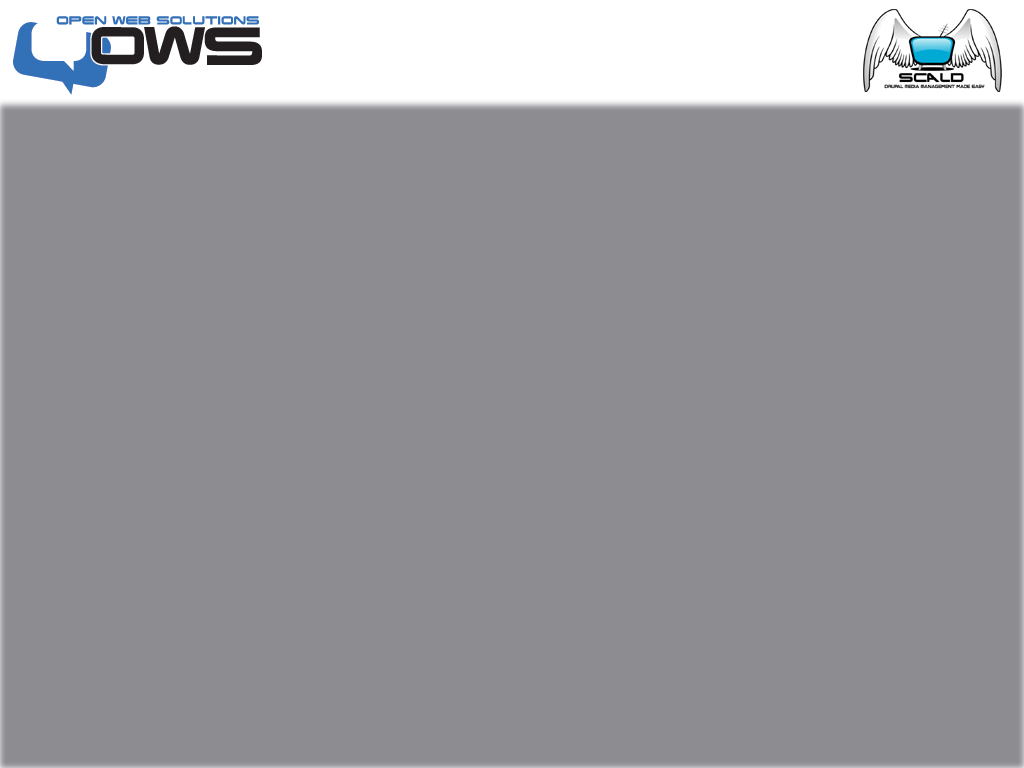 OPEN WEB SOLUTIONS
OWS
SCALD
DRUPAL MEDIA MANAGEMENT MADE EASY